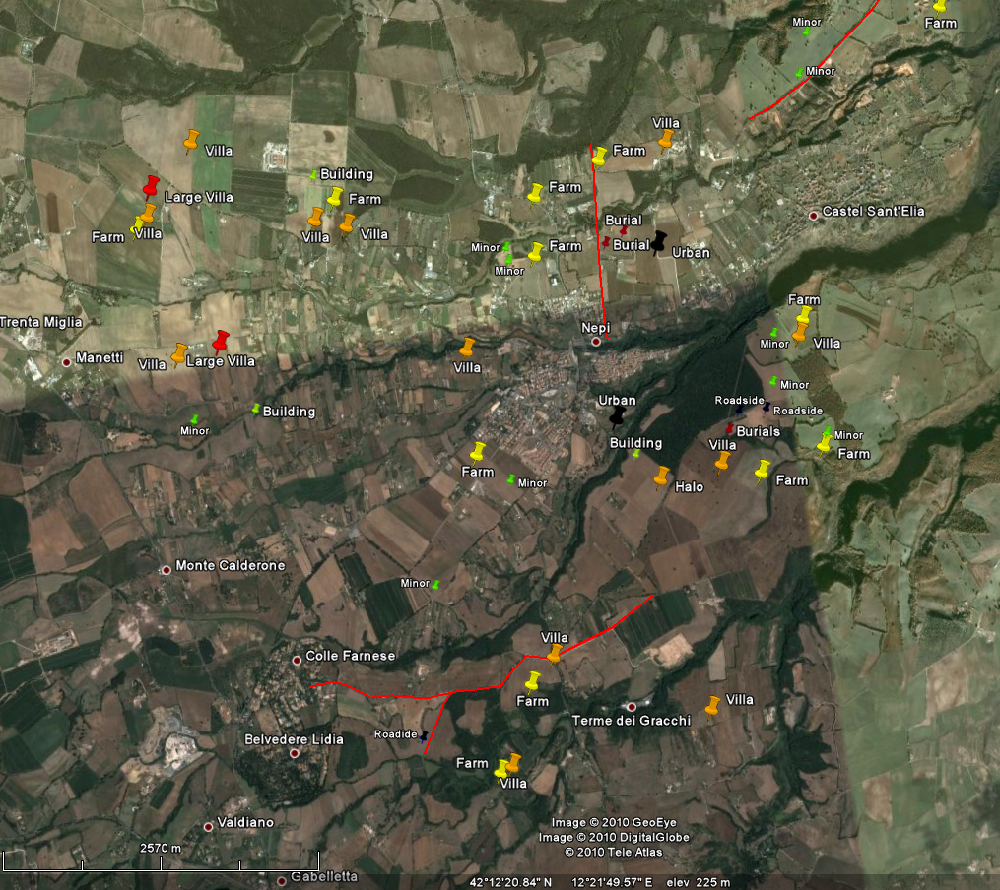 Minor
Farm
Minor
Villa
Villa
Farm
Building
Large Villa
Farm
Farm
Castel Sant'Elia
Burial
Farm
Villa
Villa
Villa
Minor
Farm
Burial
Urban
Minor
Farm
Trenta Miglia
Nepi
Minor
Villa
Manetti
Villa
Large Villa
Villa
Minor
Urban
Roadside
Roadside
Building
Minor
Burials
Minor
Building
Villa
Farm
Farm
Minor
Halo
Farm
Monte Calderone
Minor
Villa
Colle Farnese
Farm
Villa
Terme dei Gracchi
Roadide
Belvedere Lidia
Farm
Villa
Valdiano
Image © 2010 GeoEye
Image © 2010 DigitalGlobe
© 2010 Tele Atlas
2570 m
Gabelletta
42°12'20.84" N 12°21'49.57" E elev 225 m